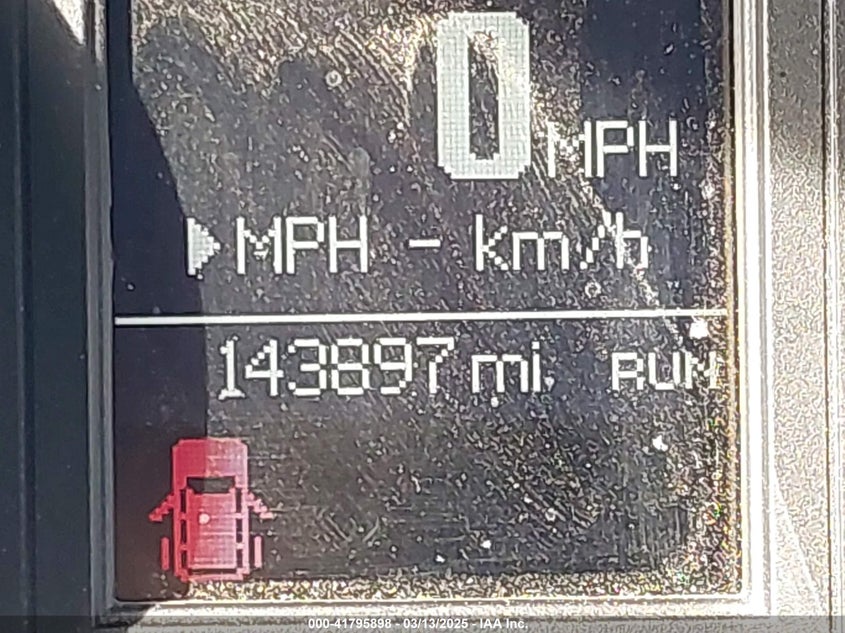 0 MPH
MPH - km/h
143897 mi RUN
000-41795898 - 03/13/2025 - IAA Inc.